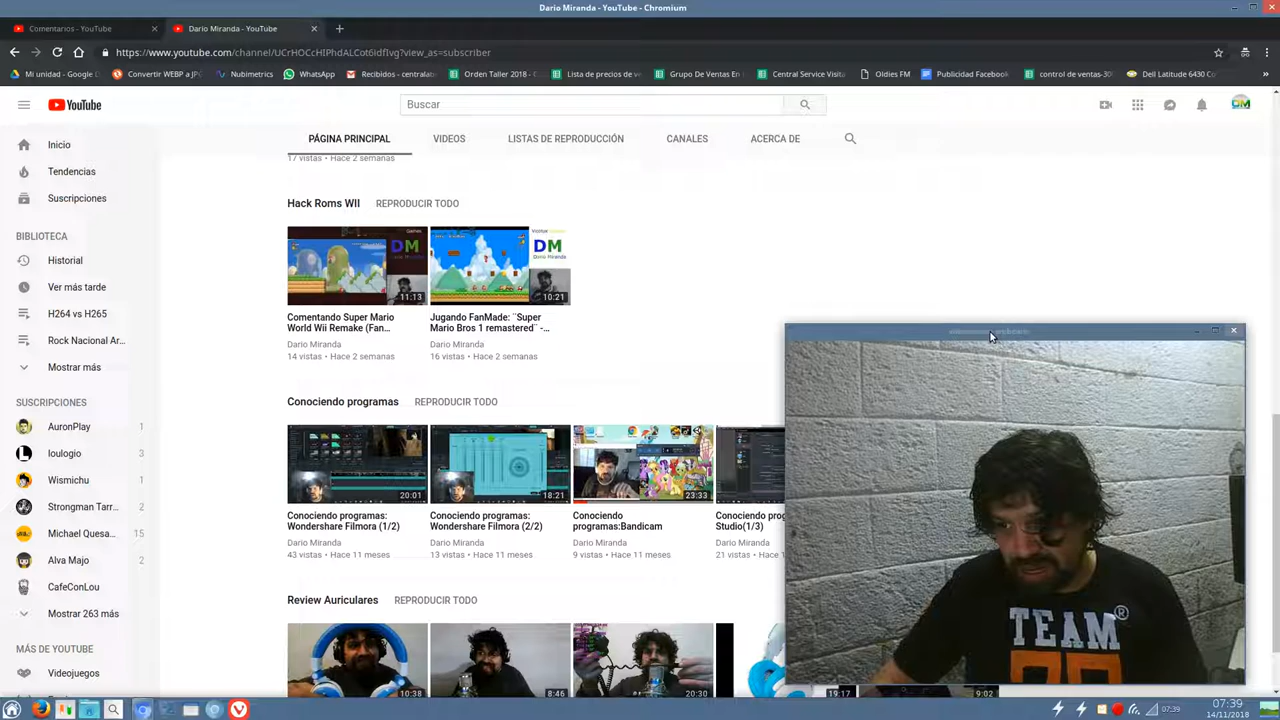 Dario Miranda - YouTube - Chromium
Comentarios - YouTube
Dario Miranda - YouTube
https://www.youtube.com/channel/UCrHOCcHIPhdALCot6idfIvg?view_as=subscriber
Mi unidad - Google D
Convertir WEBP a JPG
Nubimetrics
WhatsApp
Recibidos - centralab
Orden Taller 2018 - C
Lista de precios de ve
Grupo De Ventas En
Central Service Visita
Oldies FM
Publicidad Facebook
control de ventas-30
Dell Latitude 6430 Co
YouTube
Buscar
DM
PÁGINA PRINCIPAL
VIDEOS
LISTAS DE REPRODUCCIÓN
CANALES
ACERCA DE
Inicio
Tendencias
Suscripciones
BIBLIOTECA
Historial
Ver más tarde
H264 vs H265
Rock Nacional Ar...
Mostrar más
SUSCRIPCIONES
AuronPlay 1
loulogio 3
Wismichu
Strongman Tarr... 2
Michael Quesa... 15
Alva Majo 2
CafeConLou
Mostrar 263 más
MÁS DE YOUTUBE
Videojuegos
17 vistas • Hace 2 semanas
Hack Roms WII REPRODUCIR TODO
DM
11:13
DM
Dario Miranda
10:21
Comentando Super Mario
World Wii Remake (Fan...
Dario Miranda
14 vistas • Hace 2 semanas
Jugando FanMade: ¨Super
Mario Bros 1 remastered¨ -...
Dario Miranda
16 vistas • Hace 2 semanas
Conociendo programas REPRODUCIR TODO
20:01
18:21
23:33
Conociendo programas:
Wondershare Filmora (1/2)
Dario Miranda
43 vistas • Hace 11 meses
Conociendo programas:
Wondershare Filmora (2/2)
Dario Miranda
13 vistas • Hace 11 meses
Conociendo
programas:Bandicam
Dario Miranda
9 vistas • Hace 11 meses
Conociendo
Studio(1/3)
Dario Miranda
21 vistas • Hace
Review Auriculares REPRODUCIR TODO
10:38
8:46
20:30
19:17
9:02
TEAM®
07:39
07:39
14/11/2018